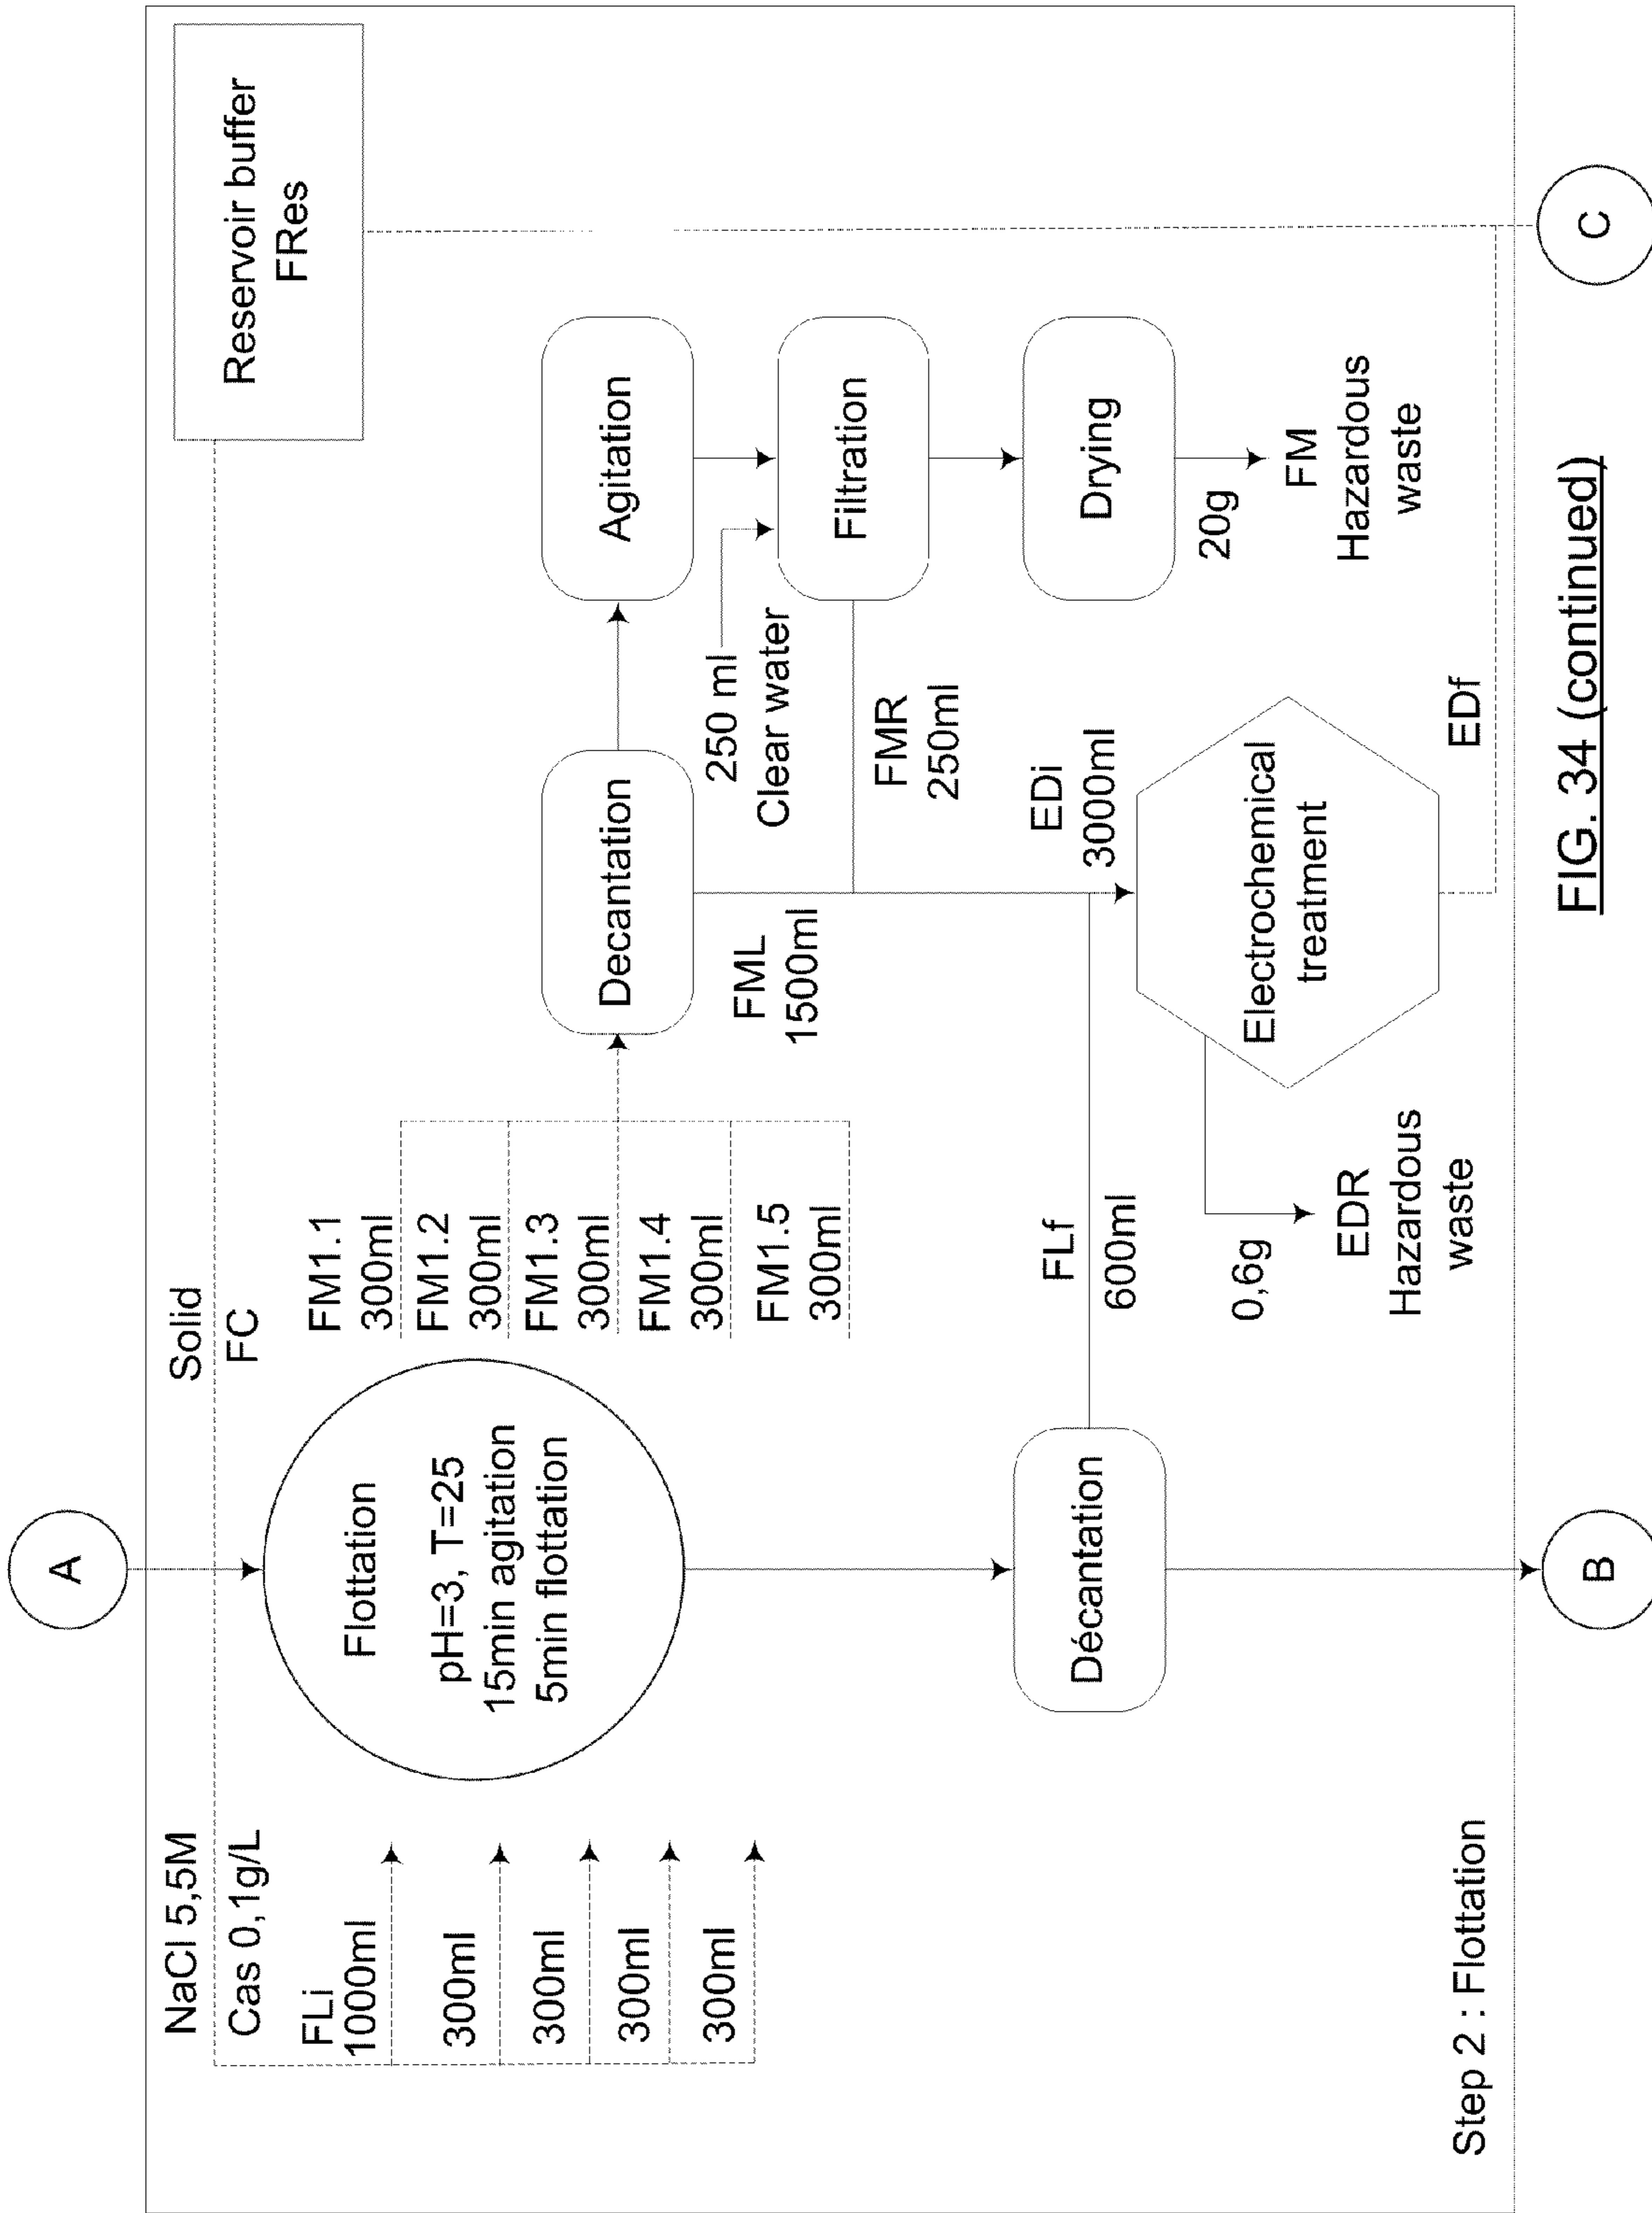 A
NaCl 5,5M
Cas 0,1g/L
Solid
FC
Reservoir buffer
FRes
FLi
1000ml
300ml
300ml
300ml
300ml
Flottation
pH=3, T=25
15min agitation
5min flottation
FM1.1
300ml
FM1.2
300ml
FM1.3
300ml
FM1.4
300ml
FM1.5
300ml
Decantation
Agitation
250 ml
Clear water
Filtration
FML
1500ml
FMR
250ml
Drying
20g
FM
Hazardous
waste
Décantation
FLf
600ml
EDi
3000ml
Electrochemical
treatment
0,6g
EDR
Hazardous
waste
EDf
Step 2 : Flottation
B
C
FIG. 34 (continued)